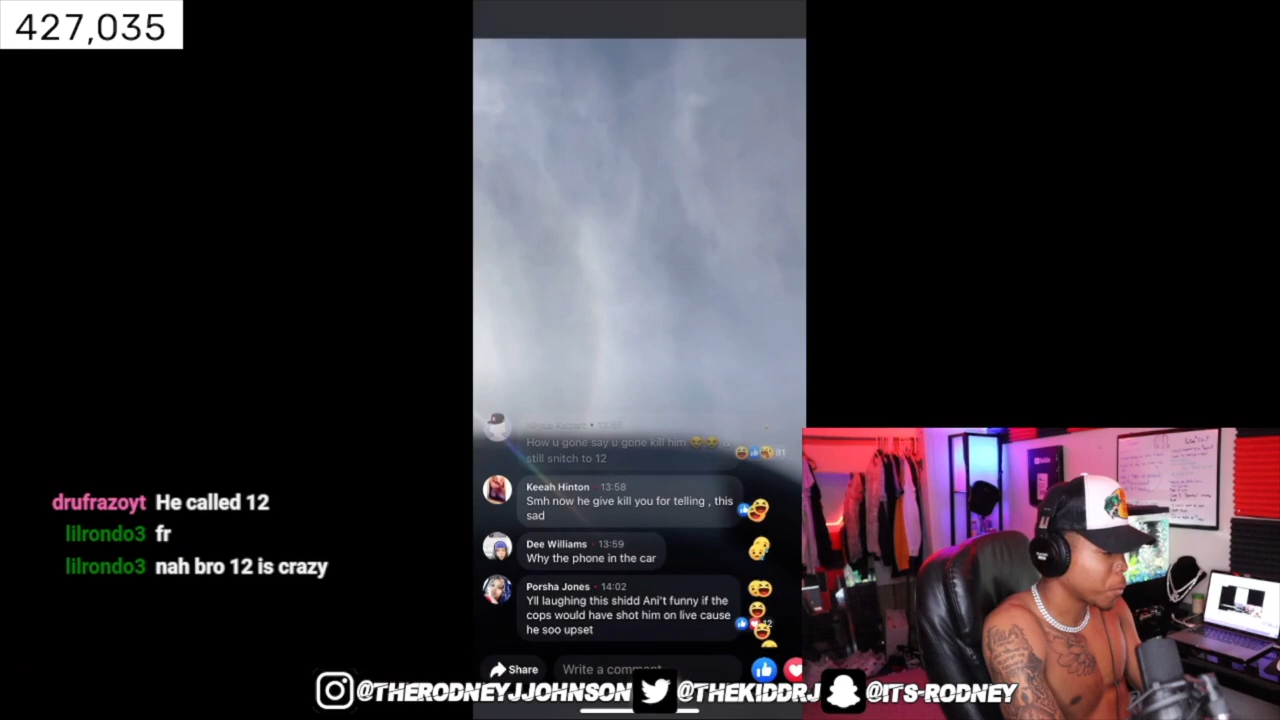 427,035
How u gone say u gone kill him 😂😂
still snitch to 12
81
Keeah Hinton · 13:58
Smh now he give kill you for telling , this
sad
Dee Williams · 13:59
Why the phone in the car
Porsha Jones · 14:02
Yll laughing this shidd Ani't funny if the
cops would have shot him on live cause
he soo upset
12
Share
Write a comment
drufrazoyt He called 12
lilrondo3 fr
lilrondo3 nah bro 12 is crazy
@THERODNEYJJOHNSON @THEKIDDRJ @ITS-RODNEY